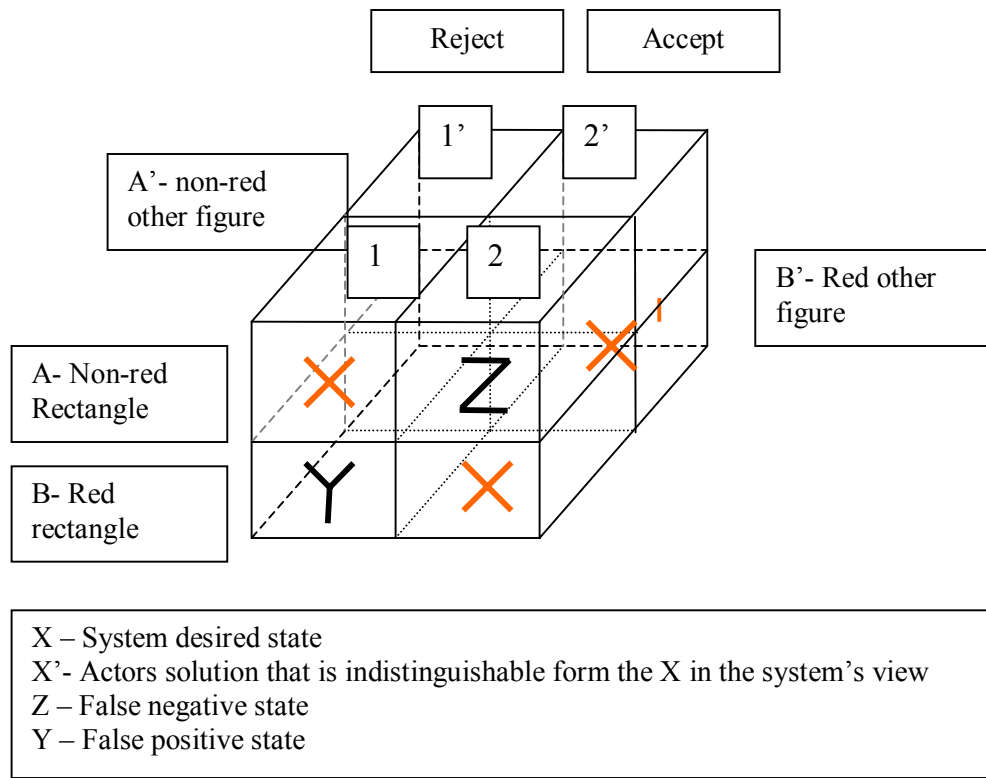 Reject
Accept
1’
2’
A’- non-red
other figure
1
2
B’- Red other
figure
A- Non-red
Rectangle
X
Z
X'
B- Red
rectangle
Y
X
X – System desired state
X’- Actors solution that is indistinguishable form the X in the system’s view
Z – False negative state
Y – False positive state